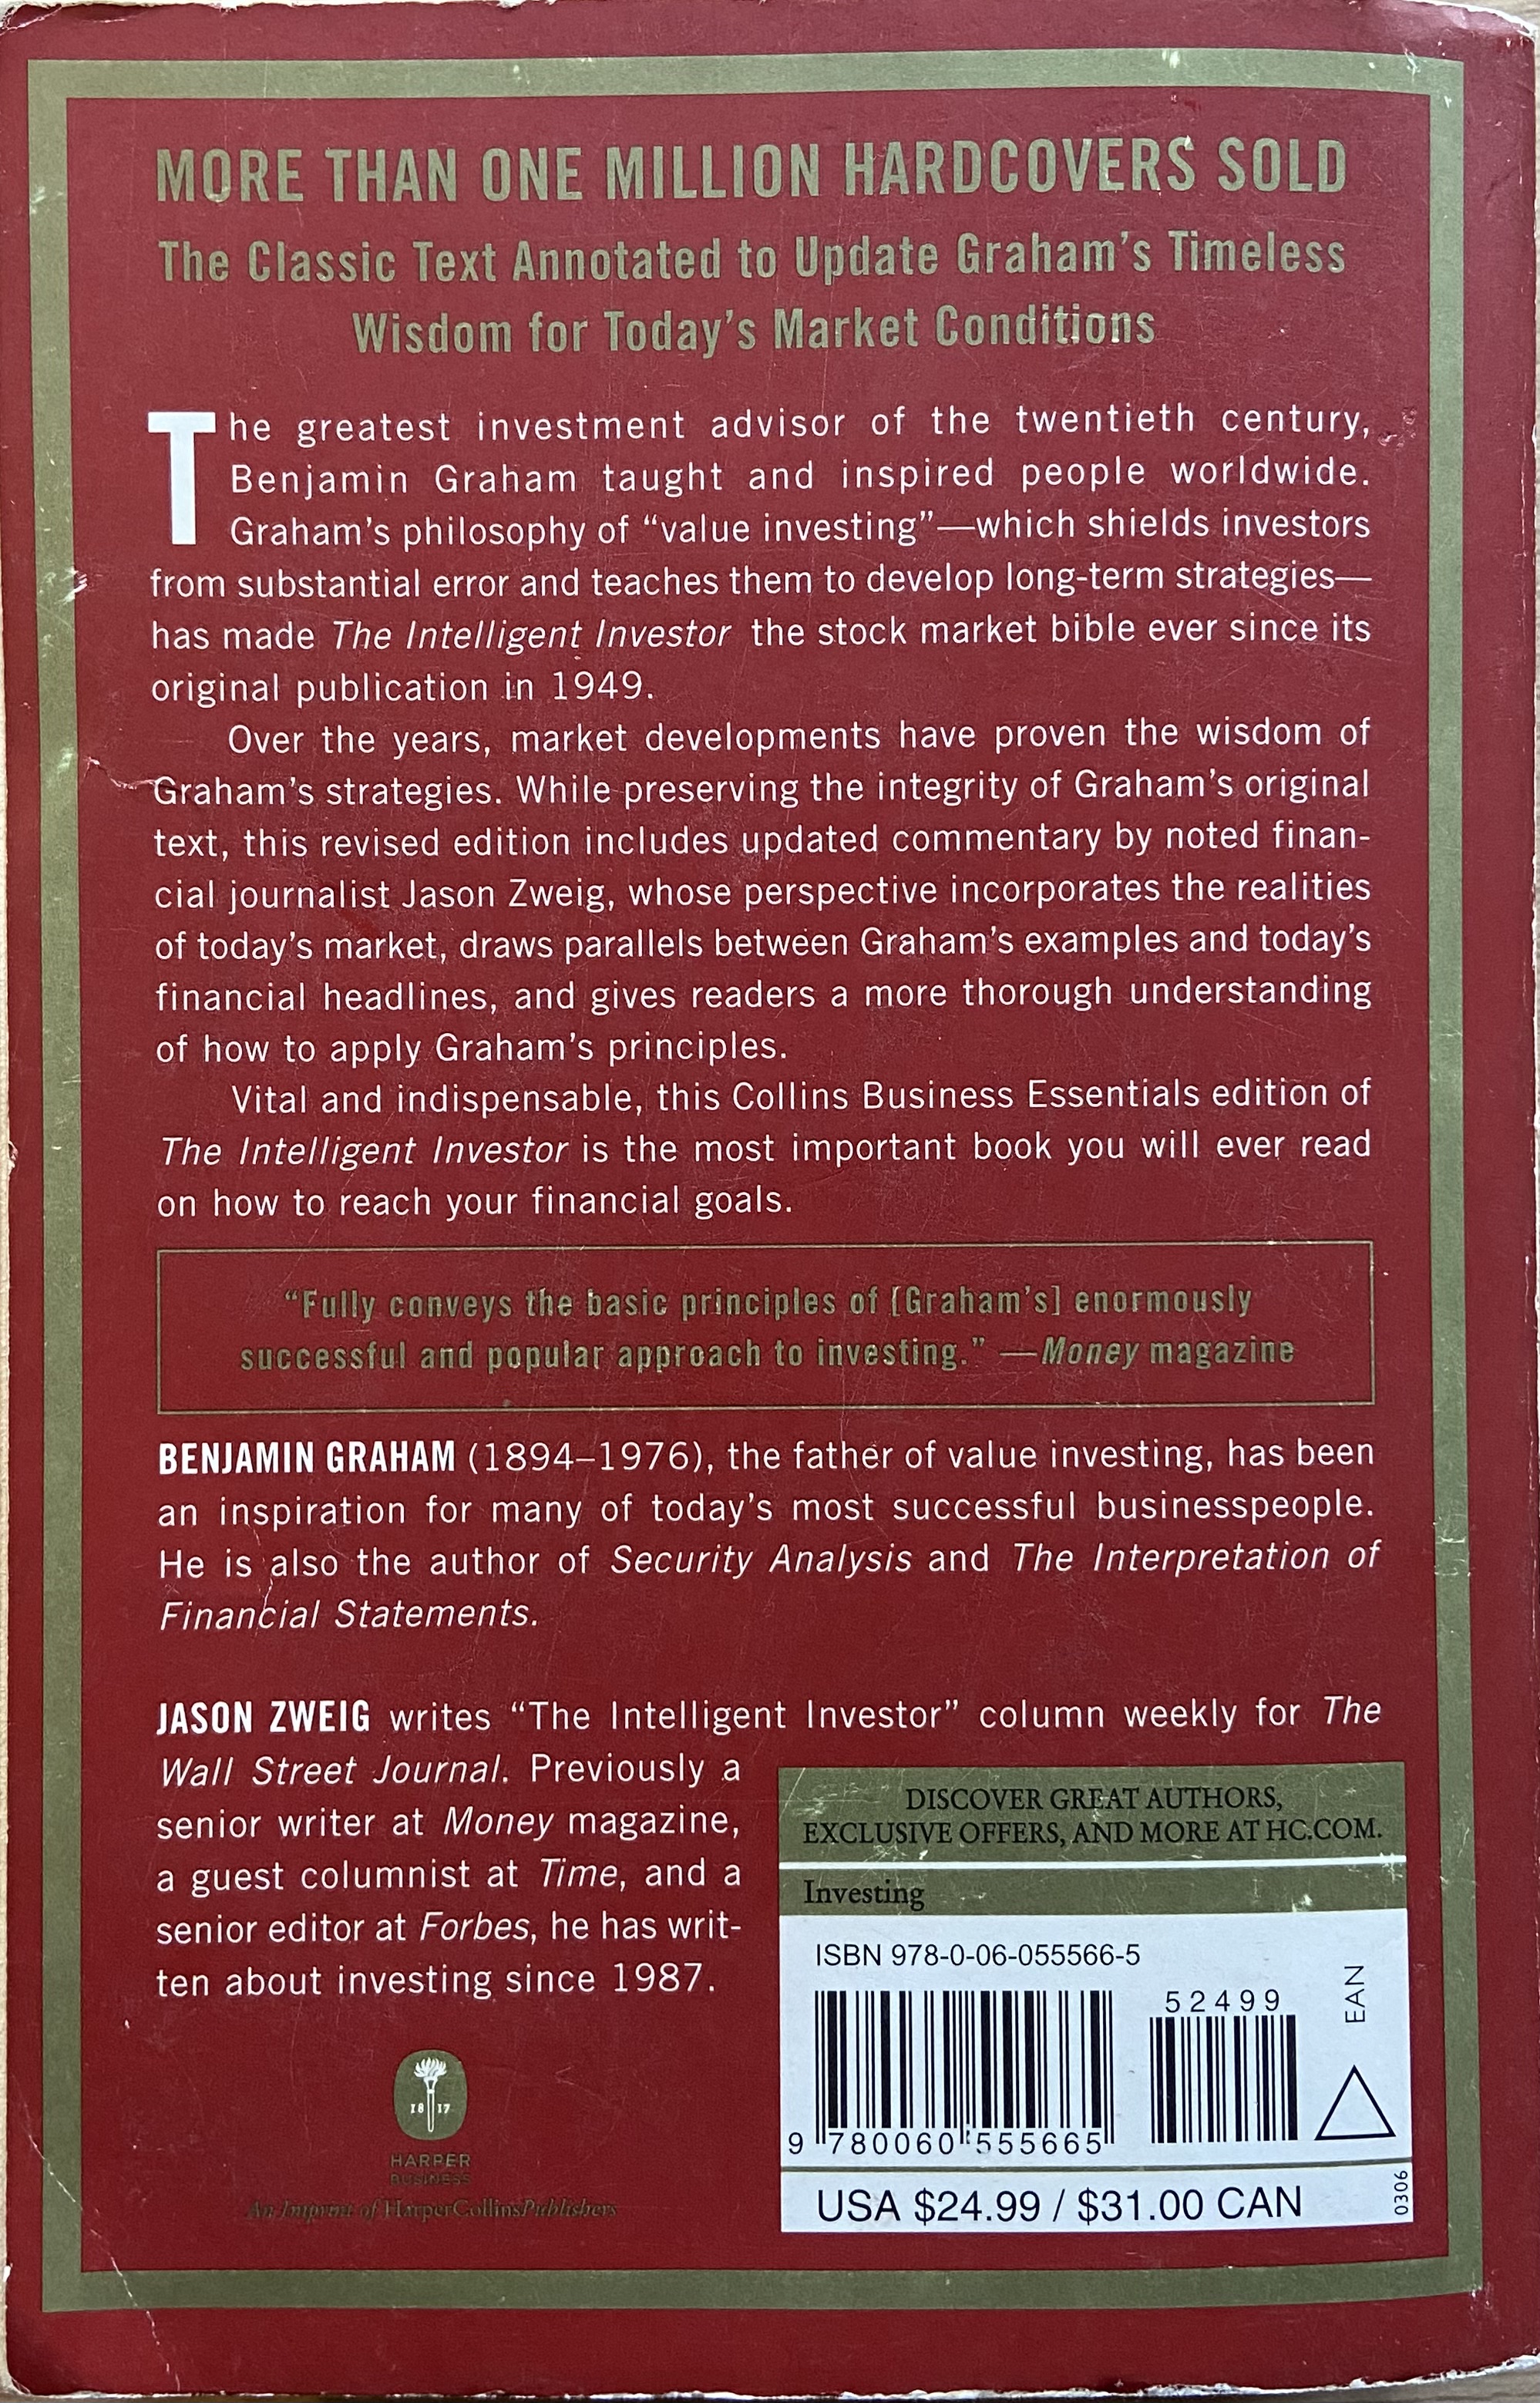 MORE THAN ONE MILLION HARDCOVERS SOLD
The Classic Text Annotated to Update Graham's Timeless
Wisdom for Today's Market Conditions
The greatest investment advisor of the twentieth century,
Benjamin Graham taught and inspired people worldwide.
Graham's philosophy of “value investing”—which shields investors
from substantial error and teaches them to develop long-term strategies—
has made The Intelligent Investor the stock market bible ever since its
original publication in 1949.
Over the years, market developments have proven the wisdom of
Graham's strategies. While preserving the integrity of Graham's original
text, this revised edition includes updated commentary by noted finan-
cial journalist Jason Zweig, whose perspective incorporates the realities
of today's market, draws parallels between Graham's examples and today's
financial headlines, and gives readers a more thorough understanding
of how to apply Graham's principles.
Vital and indispensable, this Collins Business Essentials edition of
The Intelligent Investor is the most important book you will ever read
on how to reach your financial goals.
“Fully conveys the basic principles of [Graham's] enormously
successful and popular approach to investing.” —Money magazine
BENJAMIN GRAHAM (1894–1976), the father of value investing, has been
an inspiration for many of today's most successful businesspeople.
He is also the author of Security Analysis and The Interpretation of
Financial Statements.
JASON ZWEIG writes “The Intelligent Investor” column weekly for The
Wall Street Journal. Previously a
senior writer at Money magazine,
a guest columnist at Time, and a
senior editor at Forbes, he has writ-
ten about investing since 1987.
18 17
HARPER
BUSINESS
An Imprint of HarperCollinsPublishers
DISCOVER GREAT AUTHORS,
EXCLUSIVE OFFERS, AND MORE AT HC.COM.
Investing
ISBN 978-0-06-055566-5
52499
EAN
9 780060 555665
USA $24.99 / $31.00 CAN
0306